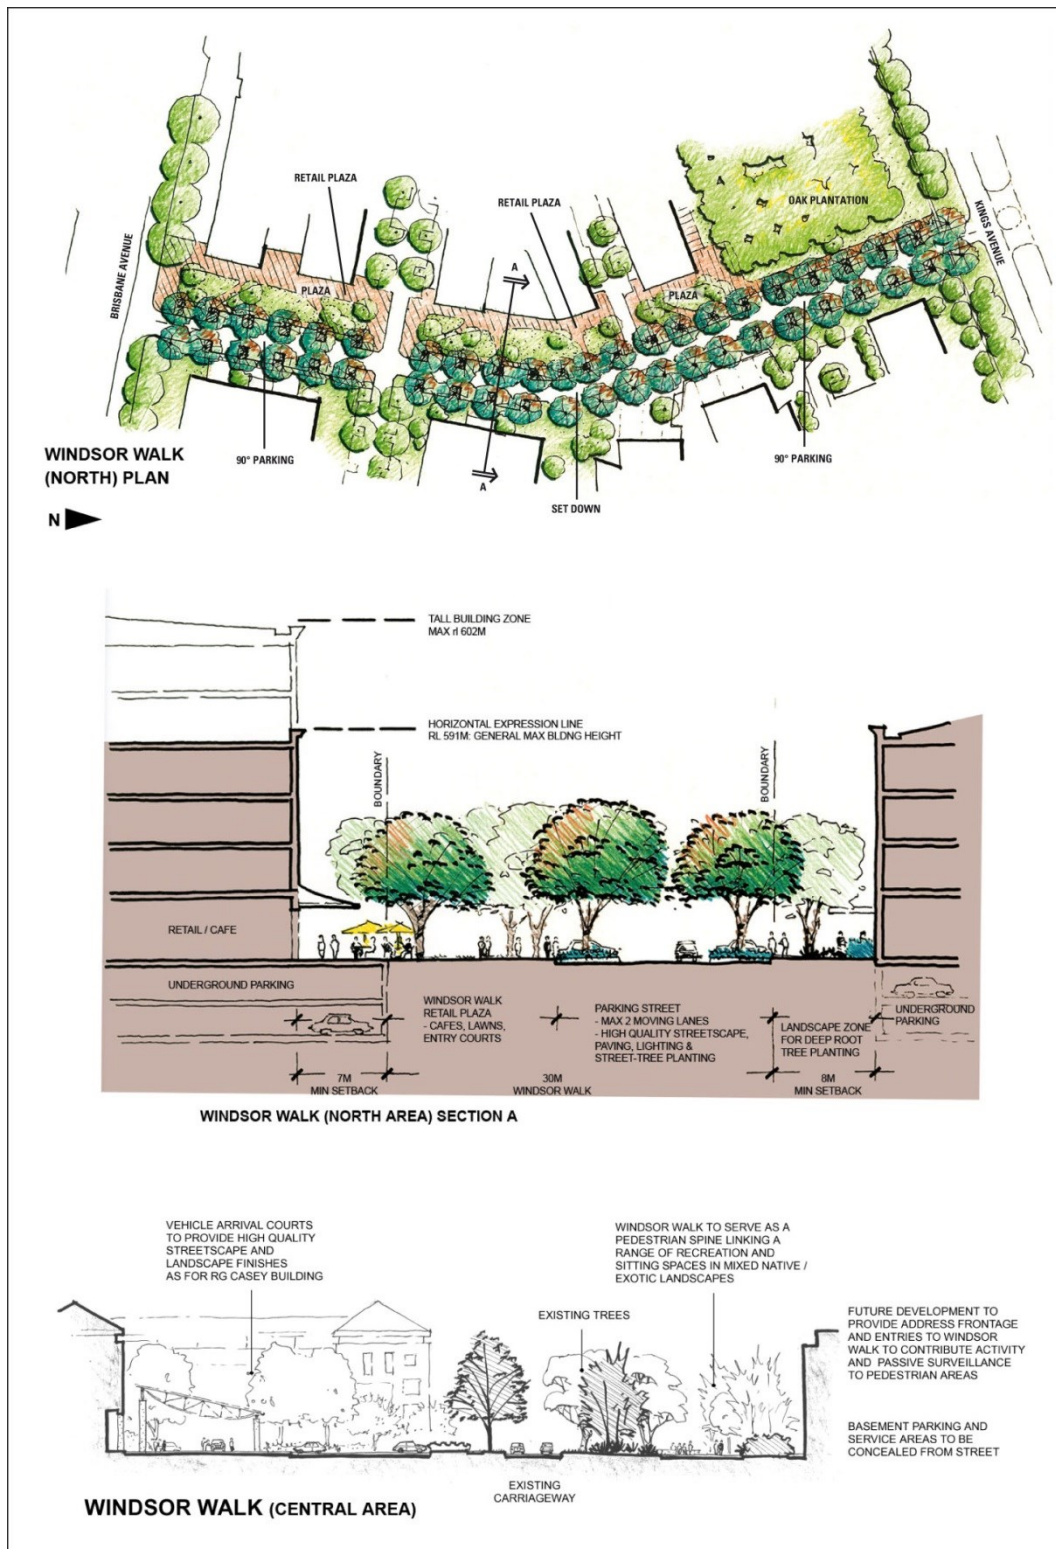 RETAIL PLAZA
RETAIL PLAZA
OAK PLANTATION
KINGS AVENUE
BRISBANE AVENUE
A
PLAZA
PLAZA
WINDSOR WALK
(NORTH) PLAN
90° PARKING
A
90° PARKING
SET DOWN
N
TALL BUILDING ZONE
MAX rl 602M
HORIZONTAL EXPRESSION LINE
RL 591M: GENERAL MAX BLDNG HEIGHT
BOUNDARY
BOUNDARY
RETAIL / CAFE
UNDERGROUND PARKING
WINDSOR WALK
RETAIL PLAZA
- CAFES, LAWNS,
ENTRY COURTS
PARKING STREET
- MAX 2 MOVING LANES
- HIGH QUALITY STREETSCAPE,
PAVING, LIGHTING &
STREET-TREE PLANTING
LANDSCAPE ZONE
FOR DEEP ROOT
TREE PLANTING
UNDERGROUND
PARKING
7M
MIN SETBACK
30M
WINDSOR WALK
8M
MIN SETBACK
WINDSOR WALK (NORTH AREA) SECTION A
VEHICLE ARRIVAL COURTS
TO PROVIDE HIGH QUALITY
STREETSCAPE AND
LANDSCAPE FINISHES
AS FOR RG CASEY BUILDING
WINDSOR WALK TO SERVE AS A
PEDESTRIAN SPINE LINKING A
RANGE OF RECREATION AND
SITTING SPACES IN MIXED NATIVE /
EXOTIC LANDSCAPES
EXISTING TREES
FUTURE DEVELOPMENT TO
PROVIDE ADDRESS FRONTAGE
AND ENTRIES TO WINDSOR
WALK TO CONTRIBUTE ACTIVITY
AND PASSIVE SURVEILLANCE
TO PEDESTRIAN AREAS
BASEMENT PARKING AND
SERVICE AREAS TO BE
CONCEALED FROM STREET
EXISTING
CARRIAGEWAY
WINDSOR WALK (CENTRAL AREA)